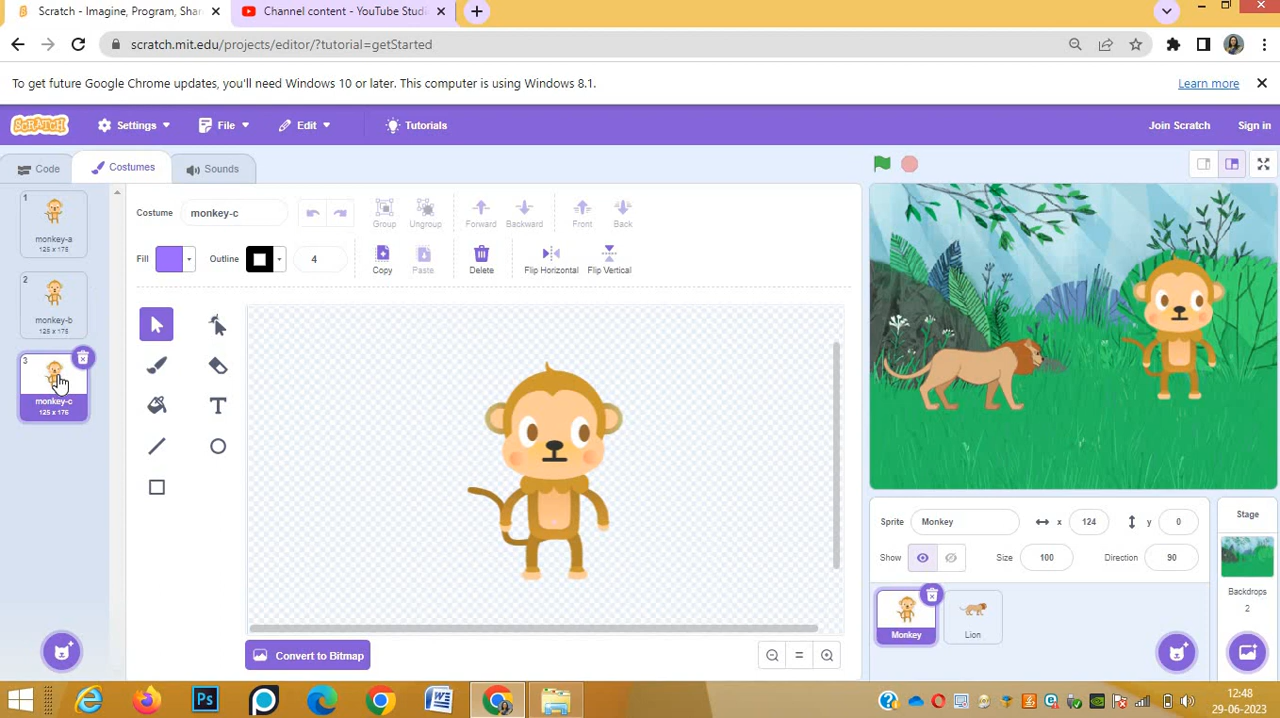 Scratch - Imagine, Program, Shar
Channel content - YouTube Studi
scratch.mit.edu/projects/editor/?tutorial=getStarted
To get future Google Chrome updates, you'll need Windows 10 or later. This computer is using Windows 8.1.
Learn more
SCRATCH
Settings
File
Edit
Tutorials
Join Scratch
Sign in
Code
Costumes
Sounds
1
monkey-a
125 x 175
2
monkey-b
125 x 175
3
monkey-c
125 x 176
Costume
monkey-c
Group
Ungroup
Forward
Backward
Front
Back
Fill
Outline
4
Copy
Paste
Delete
Flip Horizontal
Flip Vertical
T
Convert to Bitmap
Sprite
Monkey
x
124
y
0
Show
Size
100
Direction
90
Monkey
Lion
Stage
Backdrops
2
Ps
12:48
29-06-2023